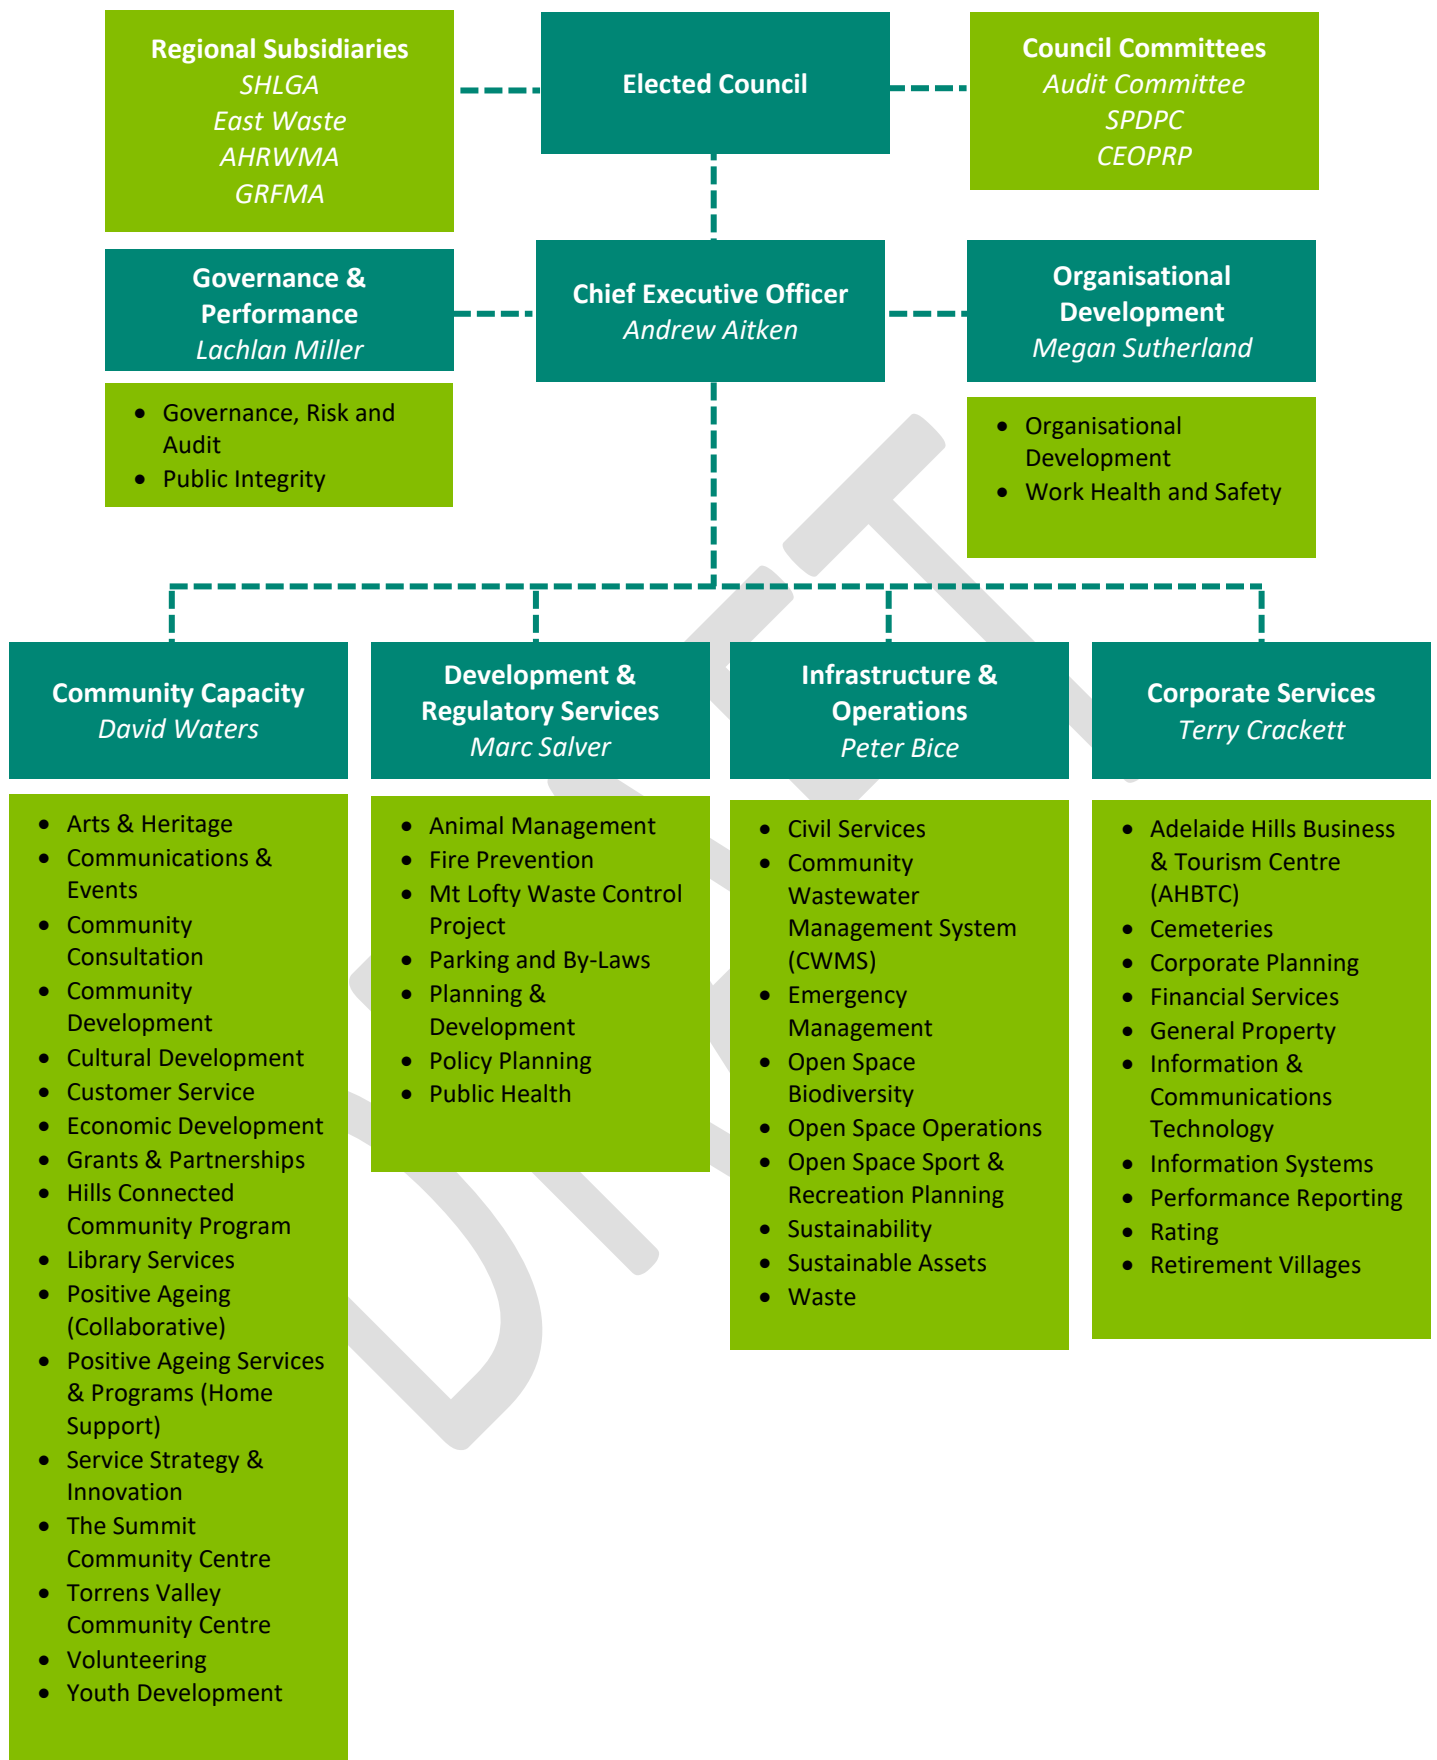 Regional Subsidiaries
SHLGA
East Waste
AHRWMA
GRFMA
Elected Council
Council Committees
Audit Committee
SPDPC
CEOPRP
Governance &
Performance
Lachlan Miller
Chief Executive Officer
Andrew Aitken
Organisational
Development
Megan Sutherland
• Governance, Risk and
Audit
• Public Integrity
• Organisational
Development
• Work Health and Safety
Community Capacity
David Waters
Development &
Regulatory Services
Marc Salver
Infrastructure &
Operations
Peter Bice
Corporate Services
Terry Crackett
• Arts & Heritage
• Communications &
Events
• Community
Consultation
• Community
Development
• Cultural Development
• Customer Service
• Economic Development
• Grants & Partnerships
• Hills Connected
Community Program
• Library Services
• Positive Ageing
(Collaborative)
• Positive Ageing Services
& Programs (Home
Support)
• Service Strategy &
Innovation
• The Summit
Community Centre
• Torrens Valley
Community Centre
• Volunteering
• Youth Development
• Animal Management
• Fire Prevention
• Mt Lofty Waste Control
Project
• Parking and By-Laws
• Planning &
Development
• Policy Planning
• Public Health
• Civil Services
• Community
Wastewater
Management System
(CWMS)
• Emergency
Management
• Open Space
Biodiversity
• Open Space Operations
• Open Space Sport &
Recreation Planning
• Sustainability
• Sustainable Assets
• Waste
• Adelaide Hills Business
& Tourism Centre
(AHBTC)
• Cemeteries
• Corporate Planning
• Financial Services
• General Property
• Information &
Communications
Technology
• Information Systems
• Performance Reporting
• Rating
• Retirement Villages
DRAFT